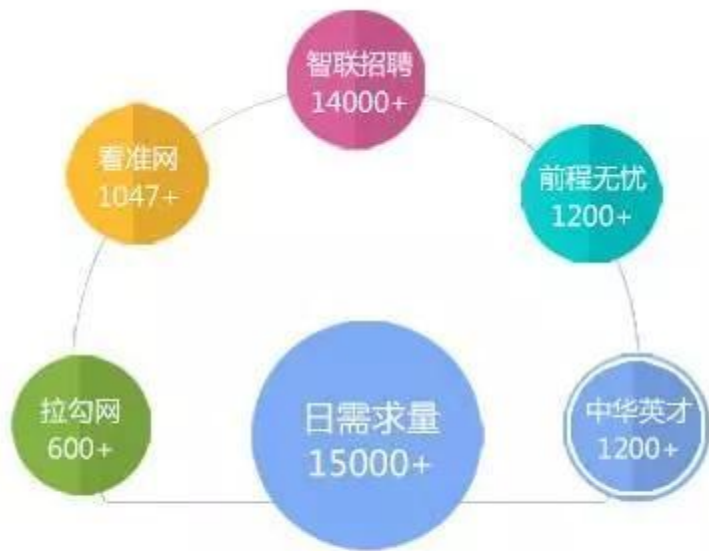 智联招聘
14000+
看准网
1047+
前程无忧
1200+
拉勾网
600+
日需求量
15000+
中华英才
1200+